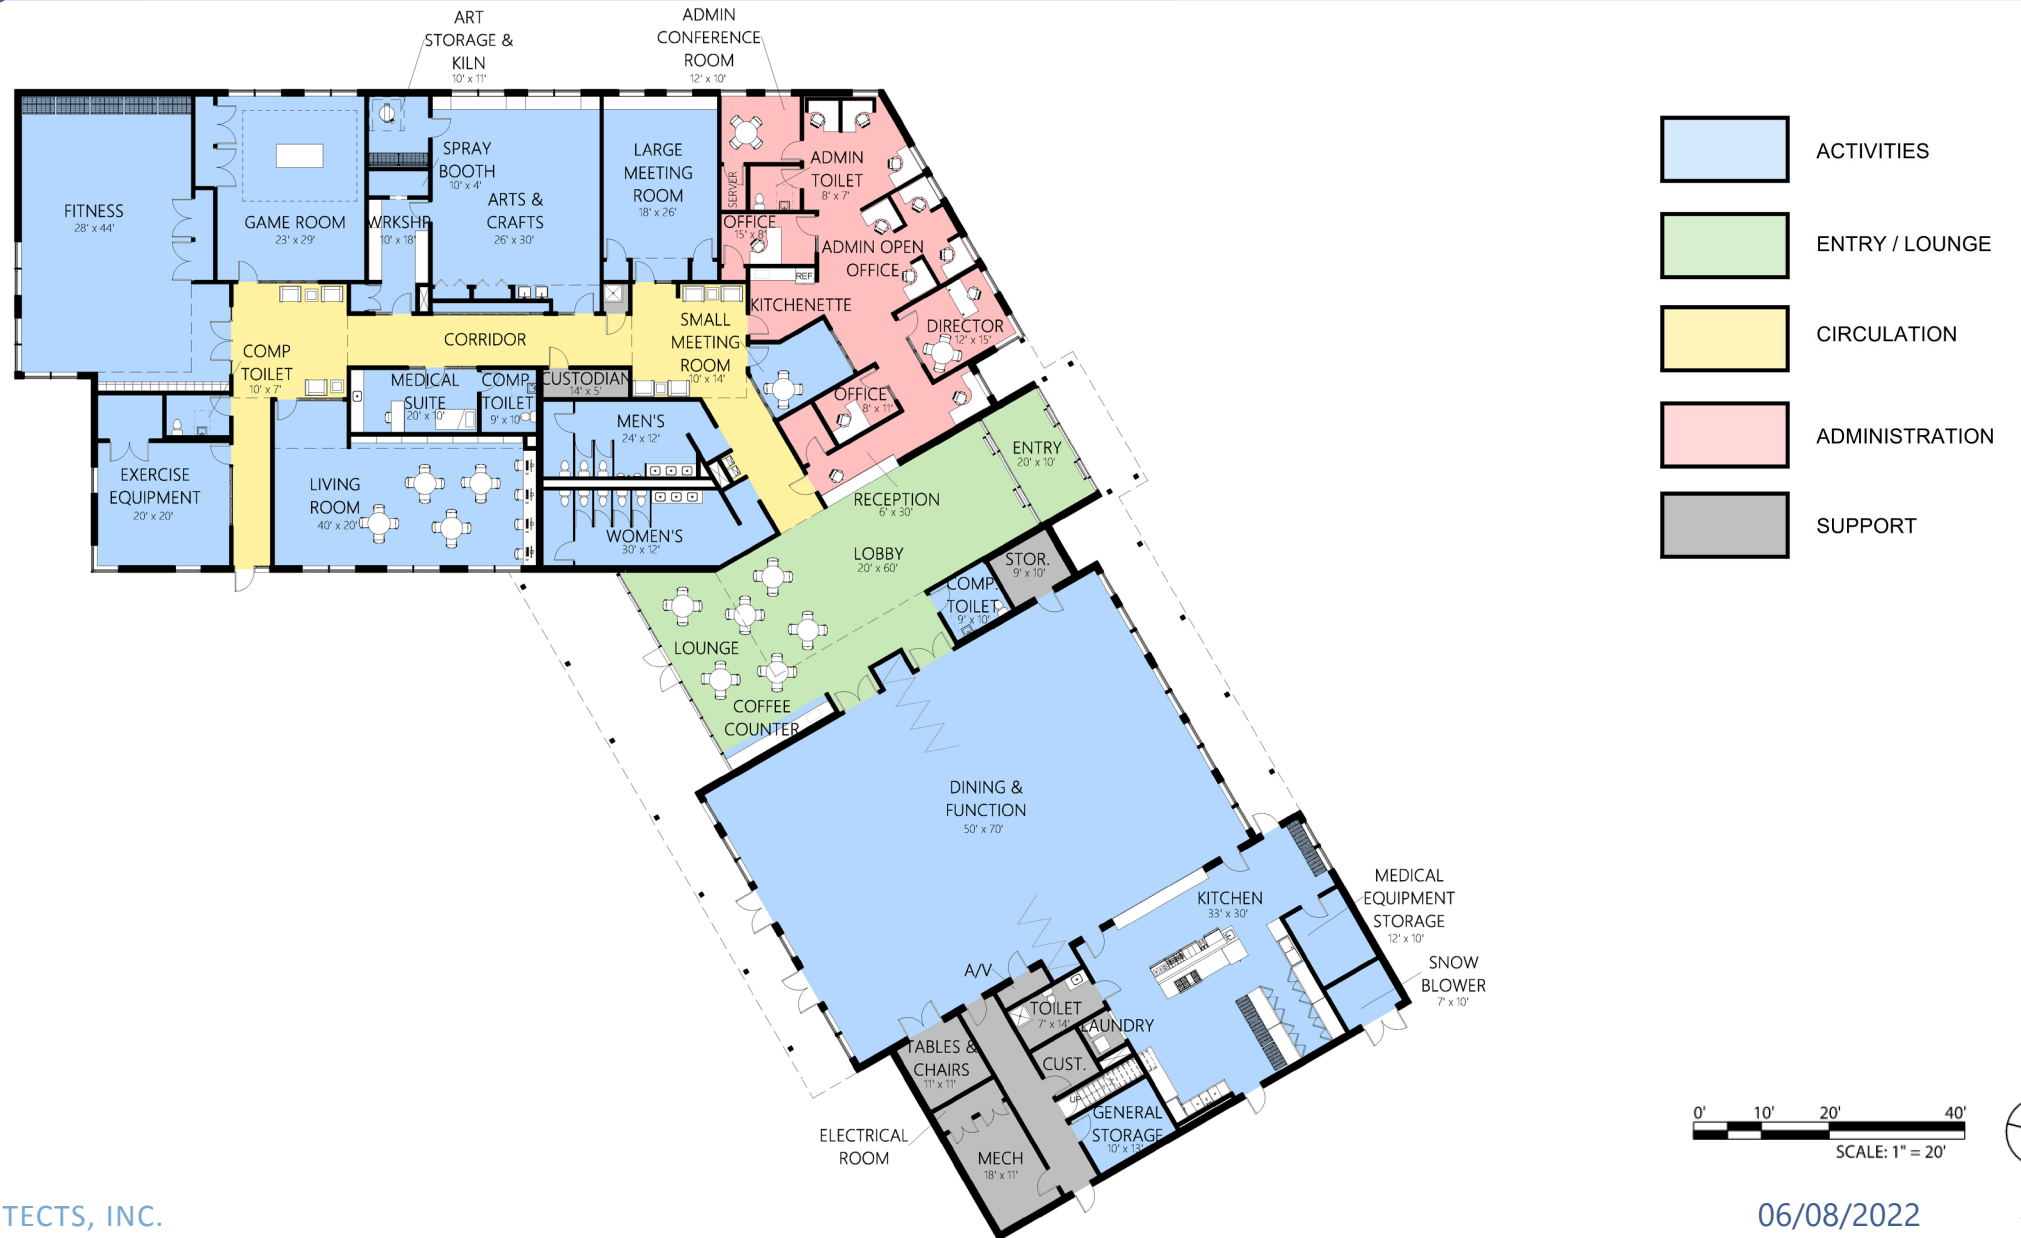 ART
STORAGE &
KILN
10' x 11'
ADMIN
CONFERENCE
ROOM
12' x 10'
FITNESS
28' x 44'
GAME ROOM
23' x 29'
SPRAY
BOOTH
10' x 4'
WRKSHP
10' x 18'
ARTS &
CRAFTS
26' x 30'
LARGE
MEETING
ROOM
18' x 26'
SERVER
ADMIN
TOILET
8' x 7'
OFFICE
15' x 8'
ADMIN OPEN
OFFICE
REF.
KITCHENETTE
DIRECTOR
12' x 15'
CORRIDOR
SMALL
MEETING
ROOM
10' x 14'
COMP
TOILET
10' x 7'
MEDICAL
SUITE
20' x 10'
COMP
TOILET
9' x 10'
CUSTODIAN
14' x 5'
OFFICE
8' x 11'
MEN'S
24' x 12'
ENTRY
20' x 10'
EXERCISE
EQUIPMENT
20' x 20'
LIVING
ROOM
40' x 20'
RECEPTION
6' x 30'
WOMEN'S
30' x 12'
LOBBY
20' x 60'
STOR.
9' x 10'
COMP.
TOILET
9' x 10'
LOUNGE
COFFEE
COUNTER
DINING &
FUNCTION
50' x 70'
KITCHEN
33' x 30'
MEDICAL
EQUIPMENT
STORAGE
12' x 10'
SNOW
BLOWER
7' x 10'
A/V
TOILET
7' x 14'
LAUNDRY
TABLES &
CHAIRS
11' x 11'
CUST.
UP
GENERAL
STORAGE
10' x 13'
ELECTRICAL
ROOM
MECH
18' x 11'
ACTIVITIES
ENTRY / LOUNGE
CIRCULATION
ADMINISTRATION
SUPPORT
0' 10' 20' 40'
SCALE: 1" = 20'
TECTS, INC.
06/08/2022